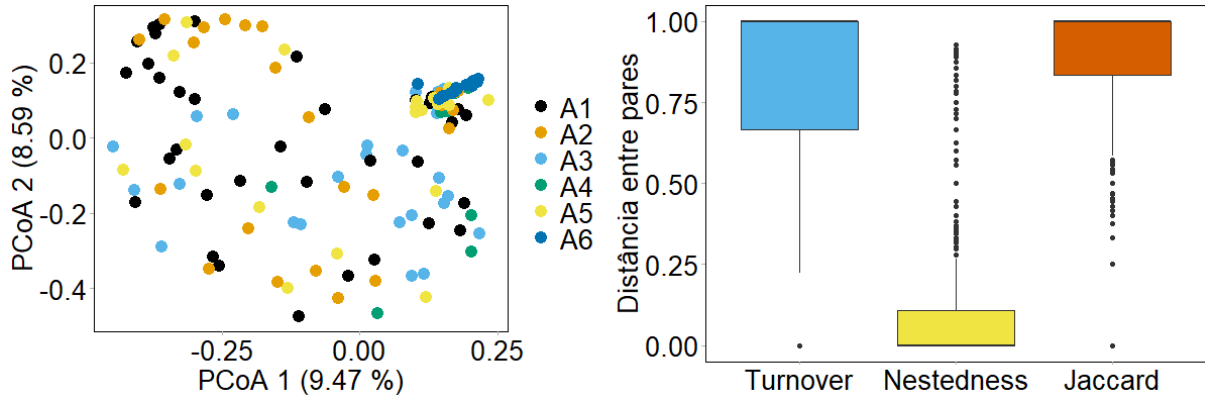 PCoA 2 (8.59 %)
0.2
0.0
-0.2
-0.4
-0.25
0.00
0.25
PCoA 1 (9.47 %)
A1
A2
A3
A4
A5
A6
Distância entre pares
1.00
0.75
0.50
0.25
0.00
Turnover
Nestedness
Jaccard